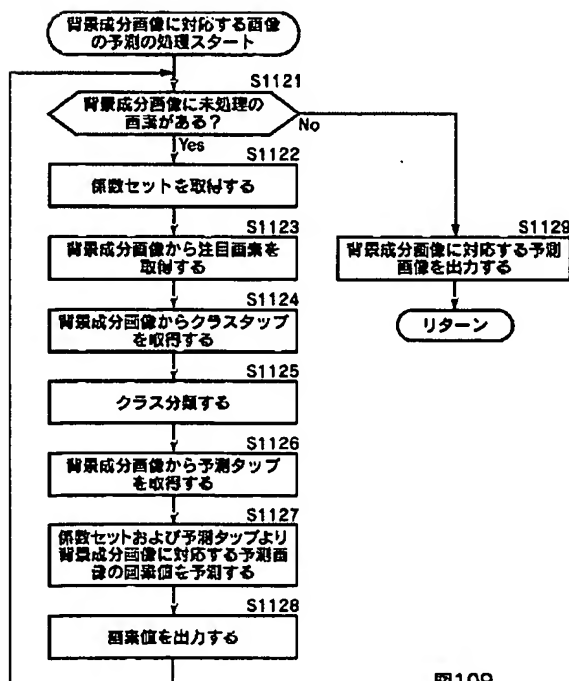 背景成分画像に対応する画像
の予測の処理スタート
S1121
背景成分画像に未処理の
画素がある?
No
Yes
S1122
係数セットを取得する
S1123
背景成分画像から注目画素を
取得する
S1124
背景成分画像からクラスタップ
を取得する
S1125
クラス分類する
S1126
背景成分画像から予測タップ
を取得する
S1127
係数セットおよび予測タップより
背景成分画像に対応する予測画
像の画素値を予測する
S1128
画素値を出力する
S1129
背景成分画像に対応する予測
画像を出力する
リターン
図109